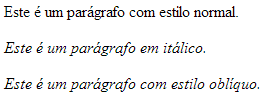 Este é um parágrafo com estilo normal.
Este é um parágrafo em itálico.
Este é um parágrafo com estilo oblíquo.